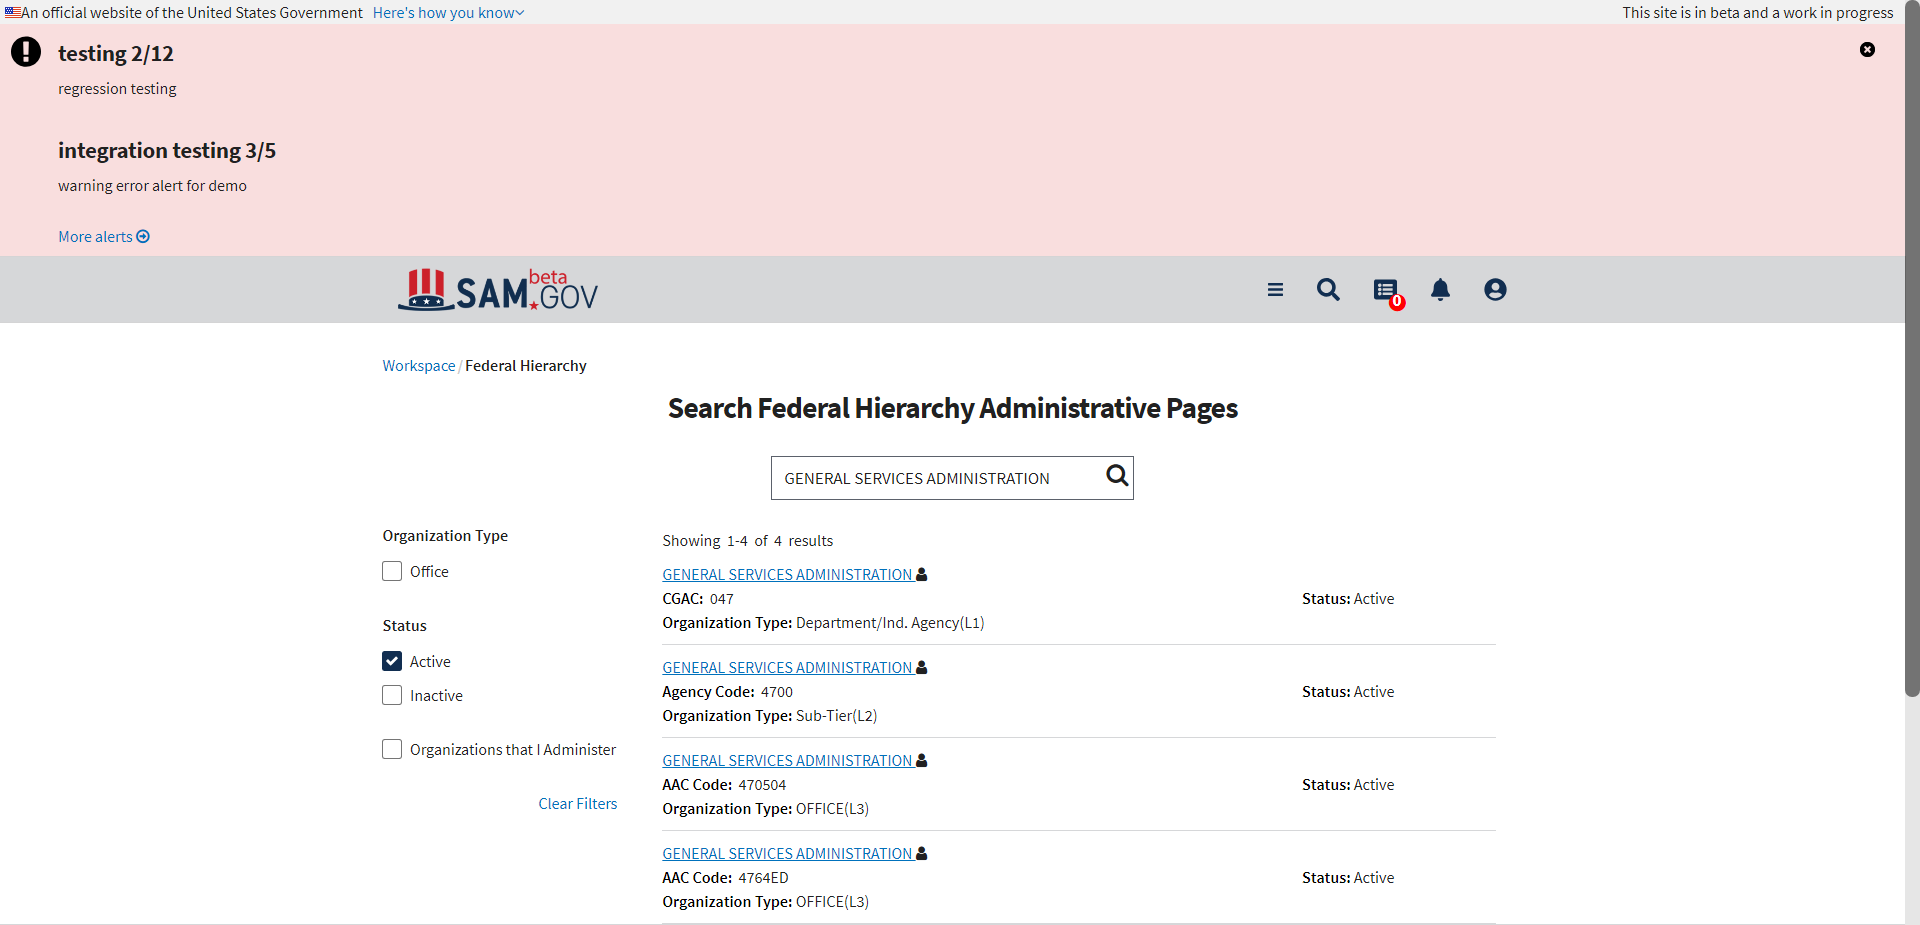 An official website of the United States Government Here's how you know
This site is in beta and a work in progress
testing 2/12
regression testing
integration testing 3/5
warning error alert for demo
More alerts
SAM.GOV beta
0
Workspace / Federal Hierarchy
Search Federal Hierarchy Administrative Pages
GENERAL SERVICES ADMINISTRATION
Organization Type
Office
Status
Active
Inactive
Organizations that I Administer
Clear Filters
Showing 1-4 of 4 results
GENERAL SERVICES ADMINISTRATION
CGAC: 047
Status: Active
Organization Type: Department/Ind. Agency(L1)
GENERAL SERVICES ADMINISTRATION
Agency Code: 4700
Status: Active
Organization Type: Sub-Tier(L2)
GENERAL SERVICES ADMINISTRATION
AAC Code: 470504
Status: Active
Organization Type: OFFICE(L3)
GENERAL SERVICES ADMINISTRATION
AAC Code: 4764ED
Status: Active
Organization Type: OFFICE(L3)